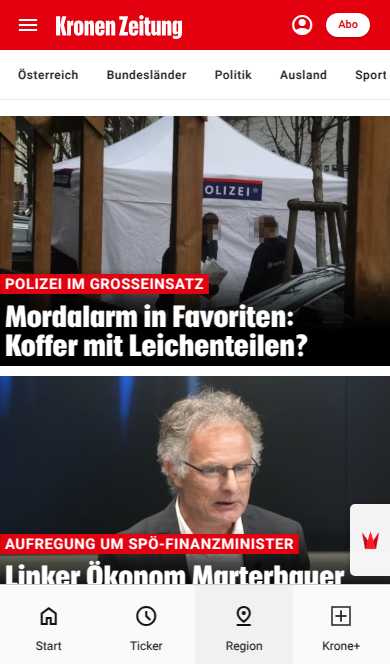 Kronen Zeitung
Abo
Österreich
Bundesländer
Politik
Ausland
Sport
OLIZEI
POLIZEI IM GROSSEINSATZ
Mordalarm in Favoriten:
Koffer mit Leichenteilen?
AUFREGUNG UM SPÖ-FINANZMINISTER
Linker Ökonom Marterbauer
Start
Ticker
Region
Krone+